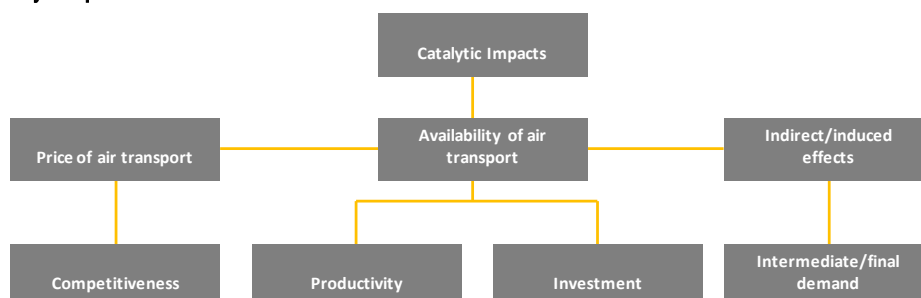 Catalytic Impacts
Price of air transport
Availability of air
transport
Indirect/induced
effects
Competitiveness
Productivity
Investment
Intermediate/final
demand